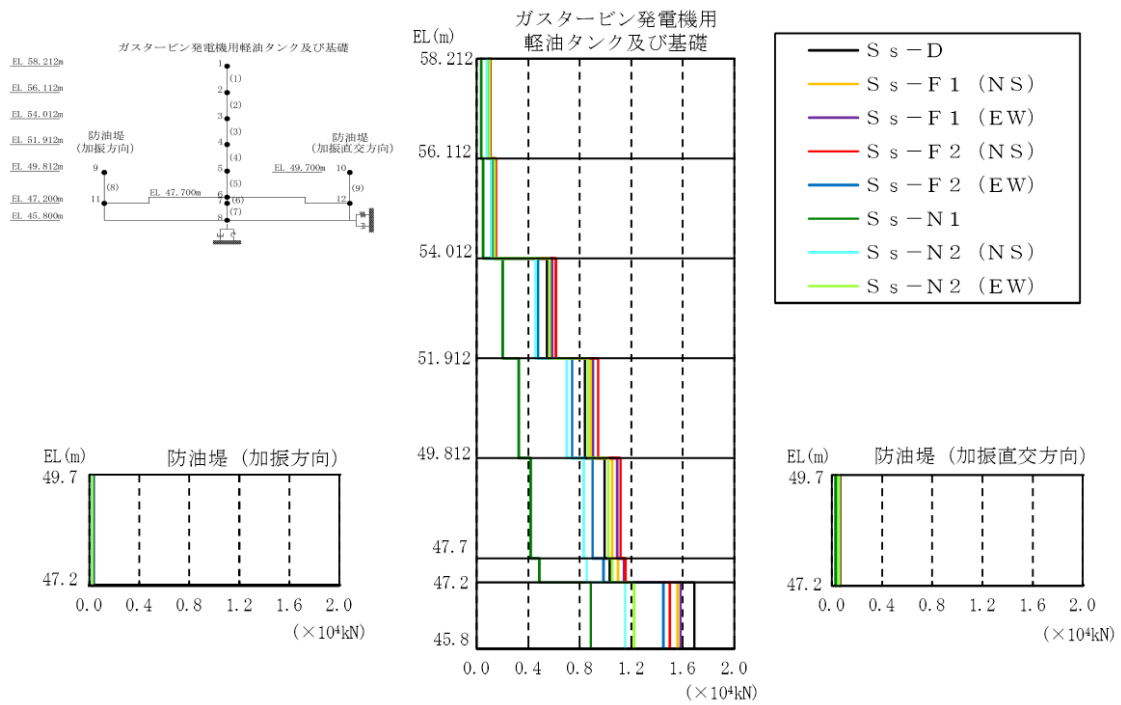 ガスタービン発電機用軽油タンク及び基礎
EL 58.212m
EL 56.112m
EL 54.012m
EL 51.912m
EL 49.812m
EL 47.200m
EL 45.800m
1
(1)
2
(2)
3
(3)
4
(4)
5
(5)
6
(6)
7
(7)
8
防油堤
(加振方向)
9
(8)
11
EL 47.700m
防油堤
(加振直交方向)
EL 49.700m
10
(9)
12
ガスタービン発電機用
軽油タンク及び基礎
EL(m)
58.212
56.112
54.012
51.912
49.812
47.7
47.2
45.8
0.0 0.4 0.8 1.2 1.6 2.0
(×10⁴kN)
Ss-D
Ss-F1 (NS)
Ss-F1 (EW)
Ss-F2 (NS)
Ss-F2 (EW)
Ss-N1
Ss-N2 (NS)
Ss-N2 (EW)
EL(m) 防油堤 (加振方向)
49.7
47.2
0.0 0.4 0.8 1.2 1.6 2.0
(×10⁴kN)
EL(m) 防油堤 (加振直交方向)
49.7
47.2
0.0 0.4 0.8 1.2 1.6 2.0
(×10⁴kN)